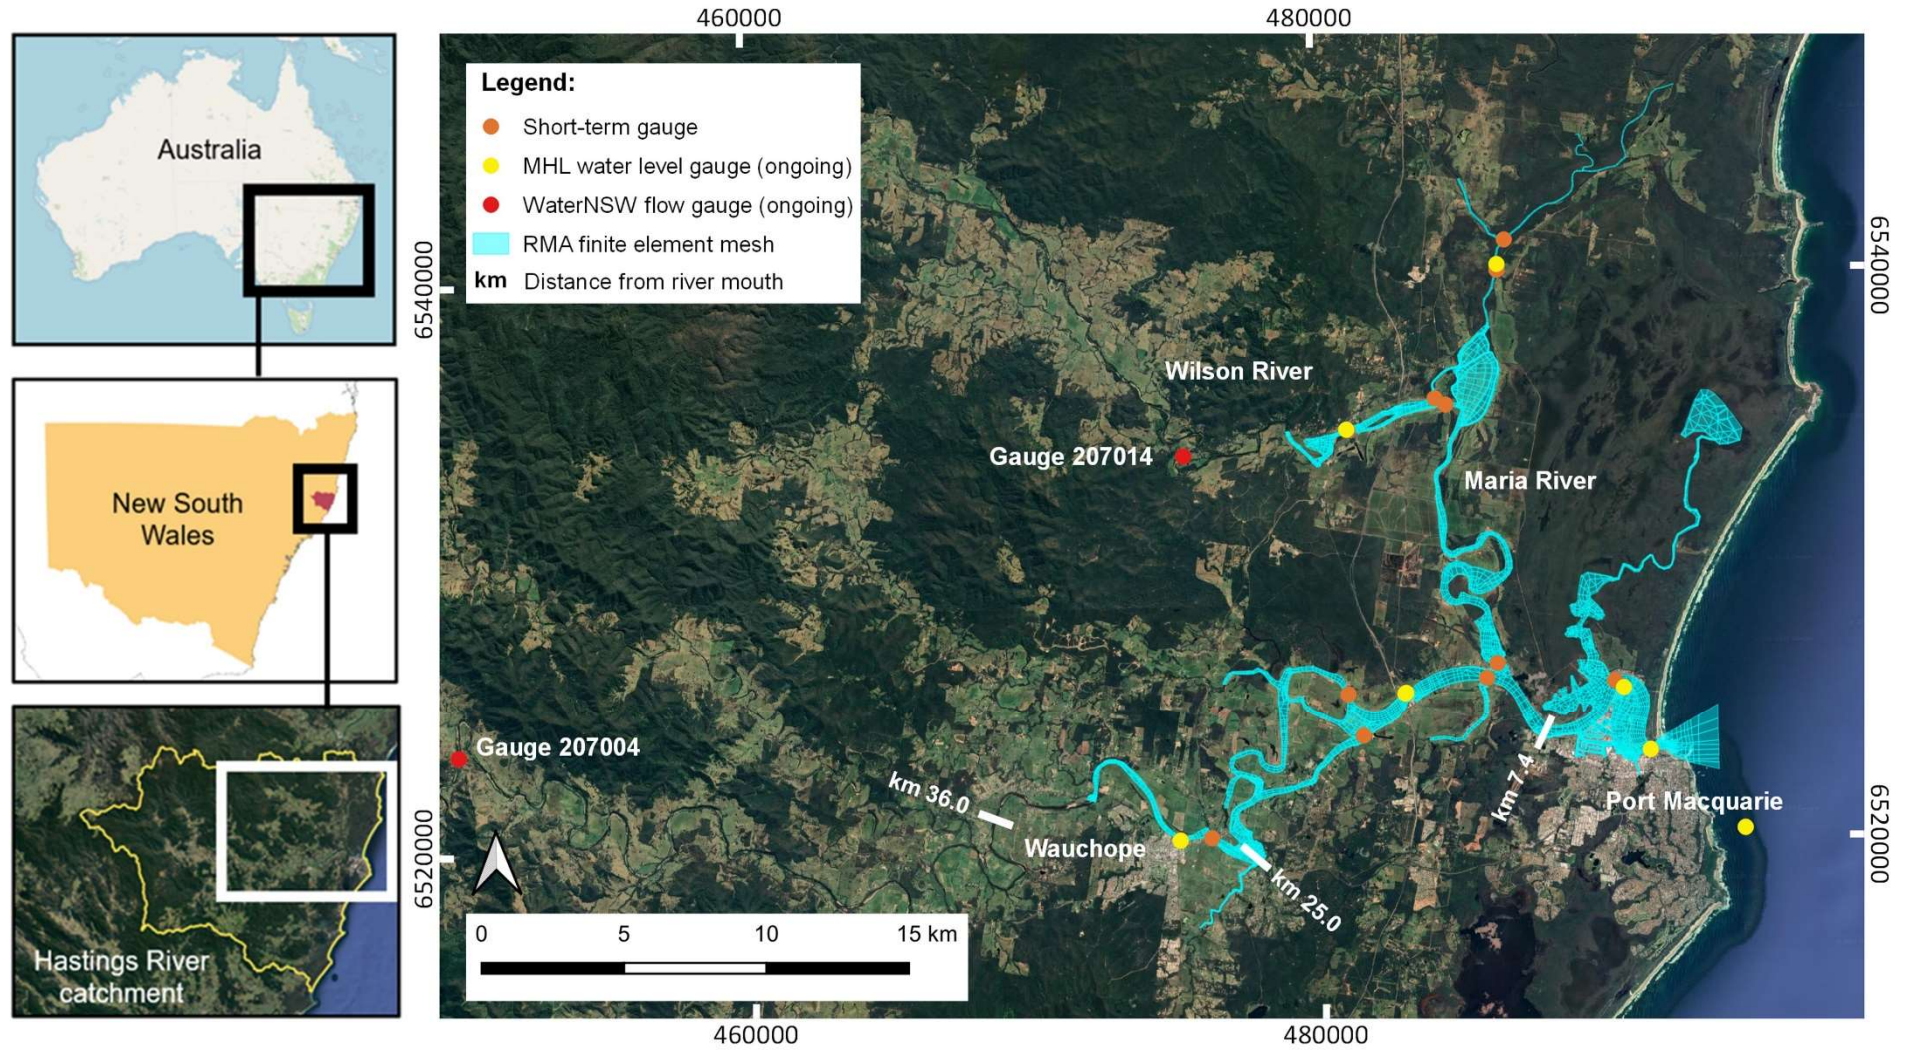 Australia
New South
Wales
Hastings River
catchment
460000
480000
6540000
6520000
Legend:
Short-term gauge
MHL water level gauge (ongoing)
WaterNSW flow gauge (ongoing)
RMA finite element mesh
km Distance from river mouth
Wilson River
Gauge 207014
Maria River
Gauge 207004
km 36.0
Wauchope
km 25.0
km 7.4
Port Macquarie
0 5 10 15 km
6540000
6520000
460000
480000